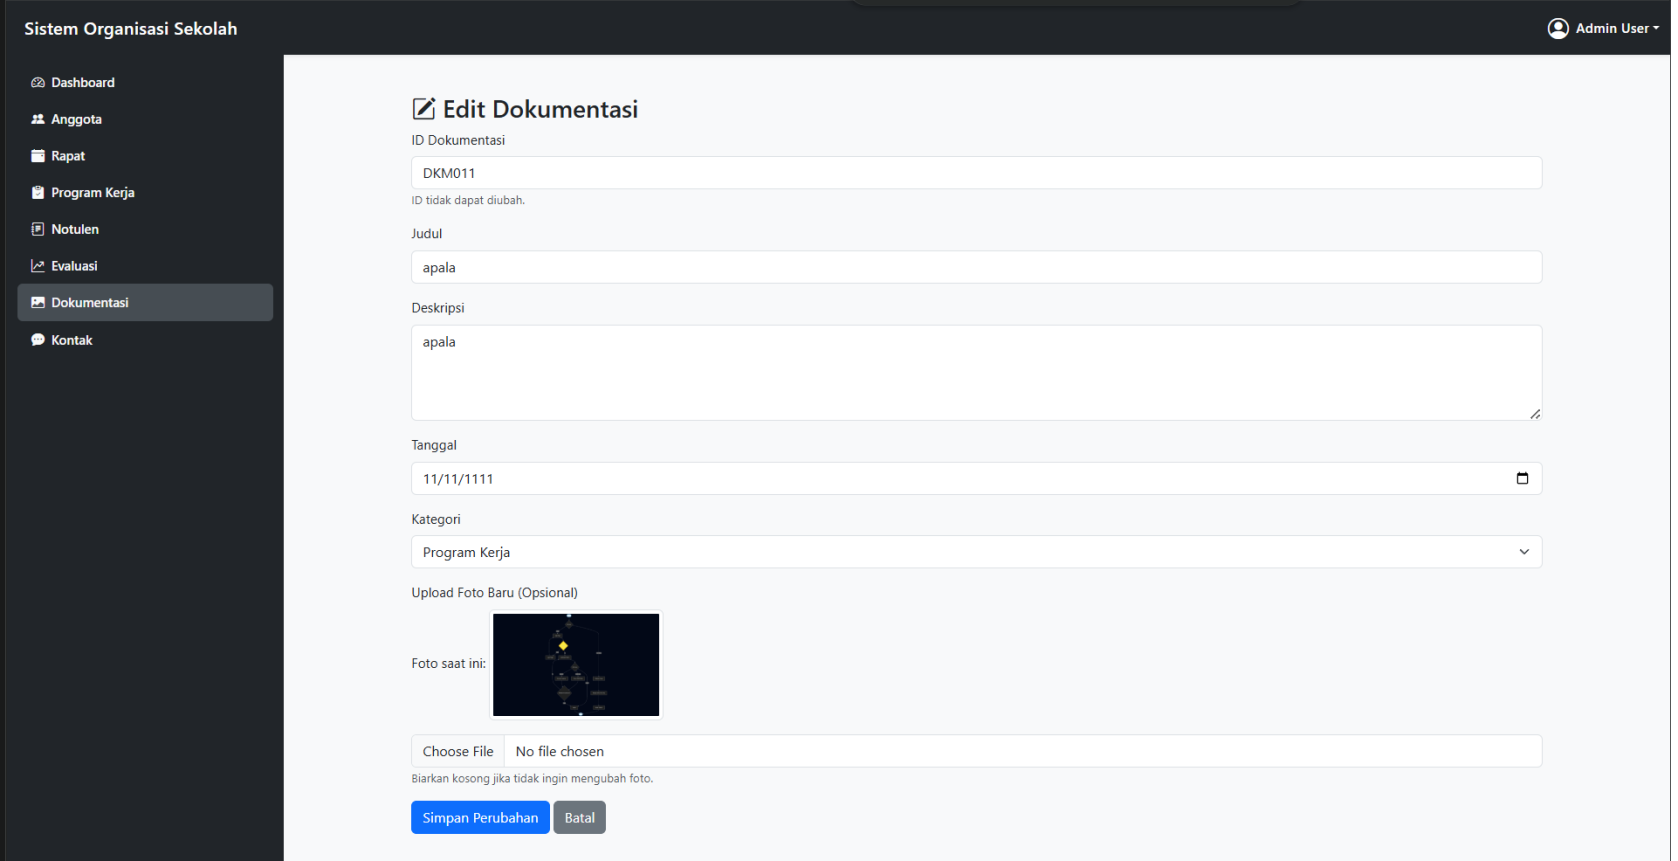 Sistem Organisasi Sekolah
Admin User
Dashboard
Anggota
Rapat
Program Kerja
Notulen
Evaluasi
Dokumentasi
Kontak
Edit Dokumentasi
ID Dokumentasi
DKM011
ID tidak dapat diubah.
Judul
apala
Deskripsi
apala
Tanggal
11/11/1111
Kategori
Program Kerja
Upload Foto Baru (Opsional)
Foto saat ini:
Choose File No file chosen
Biarkan kosong jika tidak ingin mengubah foto.
Simpan Perubahan Batal